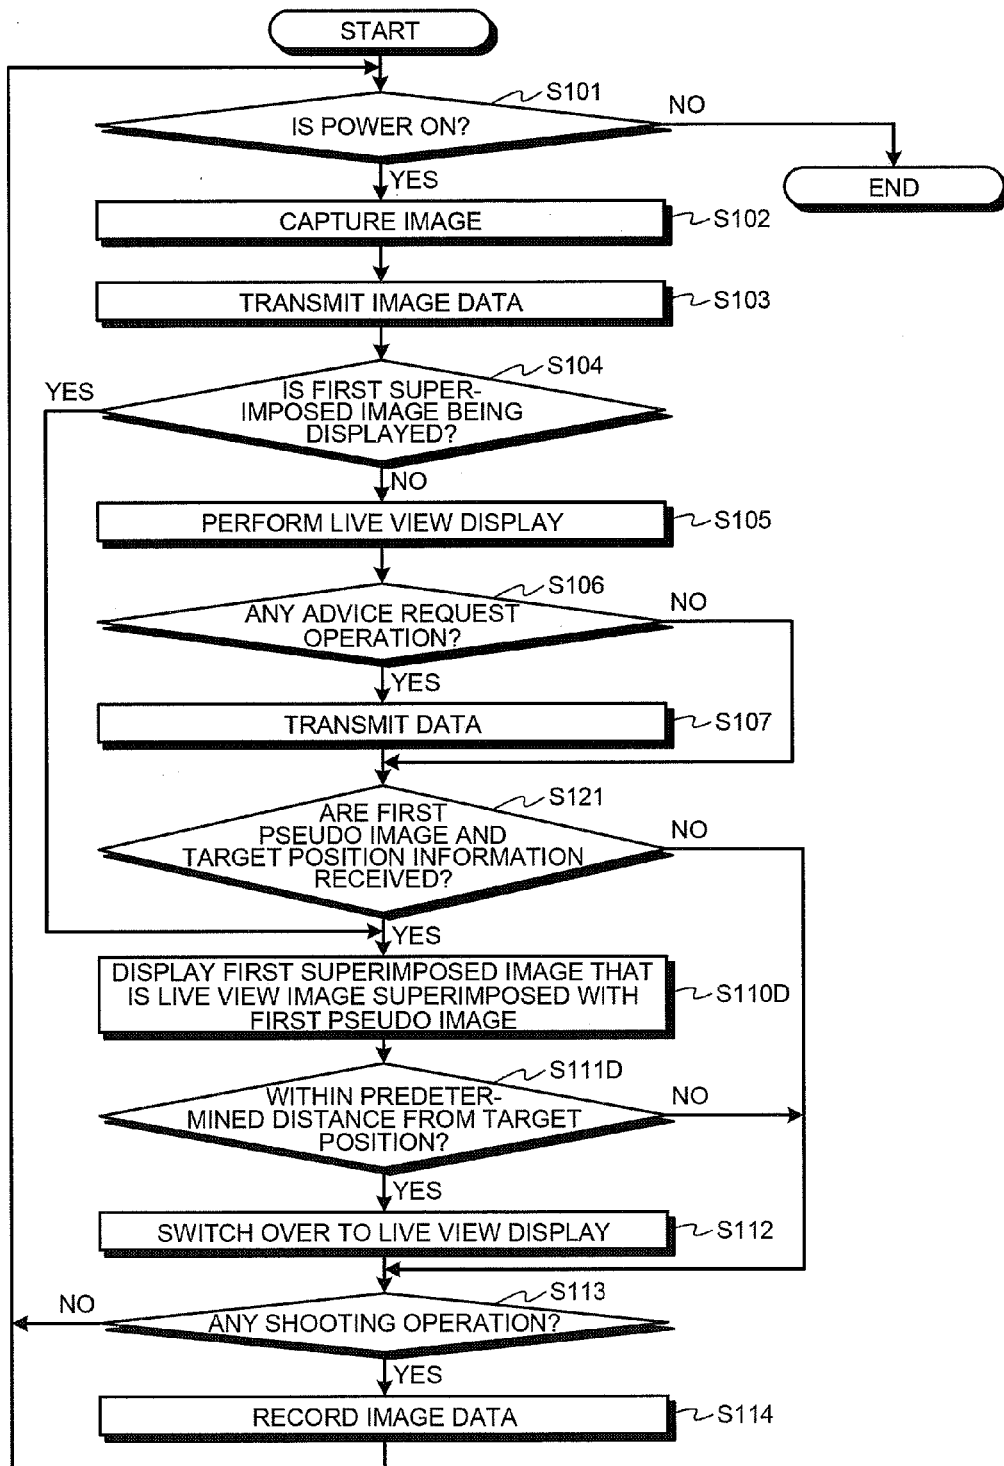 START
S101
IS POWER ON?
NO
YES
END
CAPTURE IMAGE
S102
TRANSMIT IMAGE DATA
S103
S104
YES
IS FIRST SUPER-
IMPOSED IMAGE BEING
DISPLAYED?
NO
PERFORM LIVE VIEW DISPLAY
S105
S106
ANY ADVICE REQUEST
OPERATION?
NO
YES
TRANSMIT DATA
S107
S121
ARE FIRST
PSEUDO IMAGE AND
TARGET POSITION INFORMATION
RECEIVED?
NO
YES
DISPLAY FIRST SUPERIMPOSED IMAGE THAT
IS LIVE VIEW IMAGE SUPERIMPOSED WITH
FIRST PSEUDO IMAGE
S110D
S111D
WITHIN PREDETER-
MINED DISTANCE FROM TARGET
POSITION?
NO
YES
SWITCH OVER TO LIVE VIEW DISPLAY
S112
S113
NO
ANY SHOOTING OPERATION?
YES
RECORD IMAGE DATA
S114